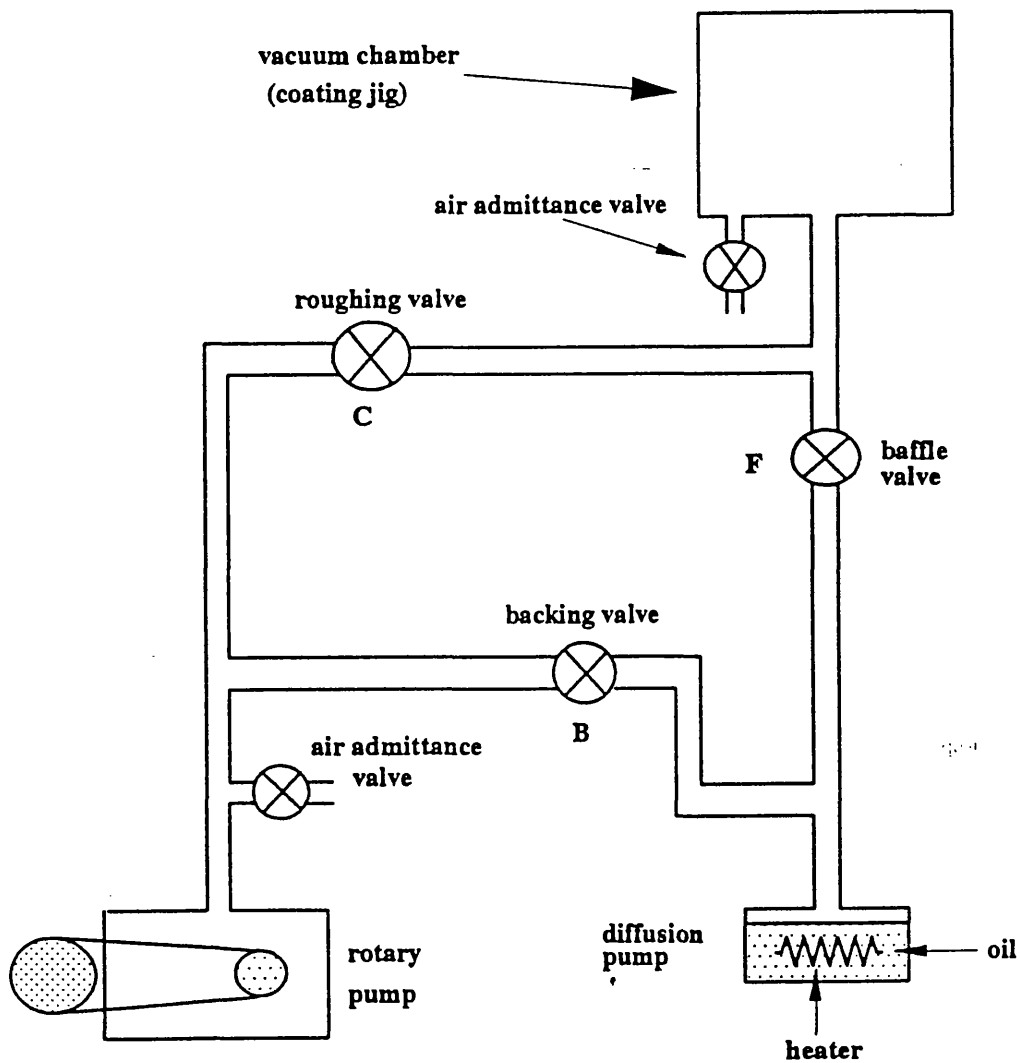 vacuum chamber
(coating jig)
air admittance valve
roughing valve
C
F
baffle
valve
backing valve
B
air admittance
valve
rotary
pump
diffusion
pump
oil
heater